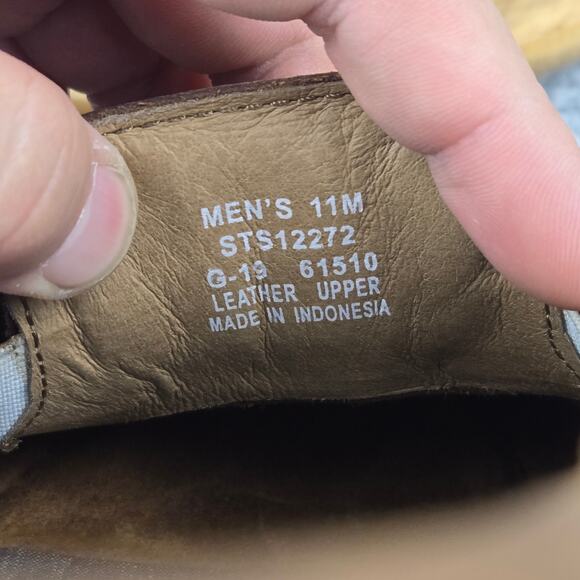 MEN'S 11M
STS12272
G-19 61510
LEATHER UPPER
MADE IN INDONESIA